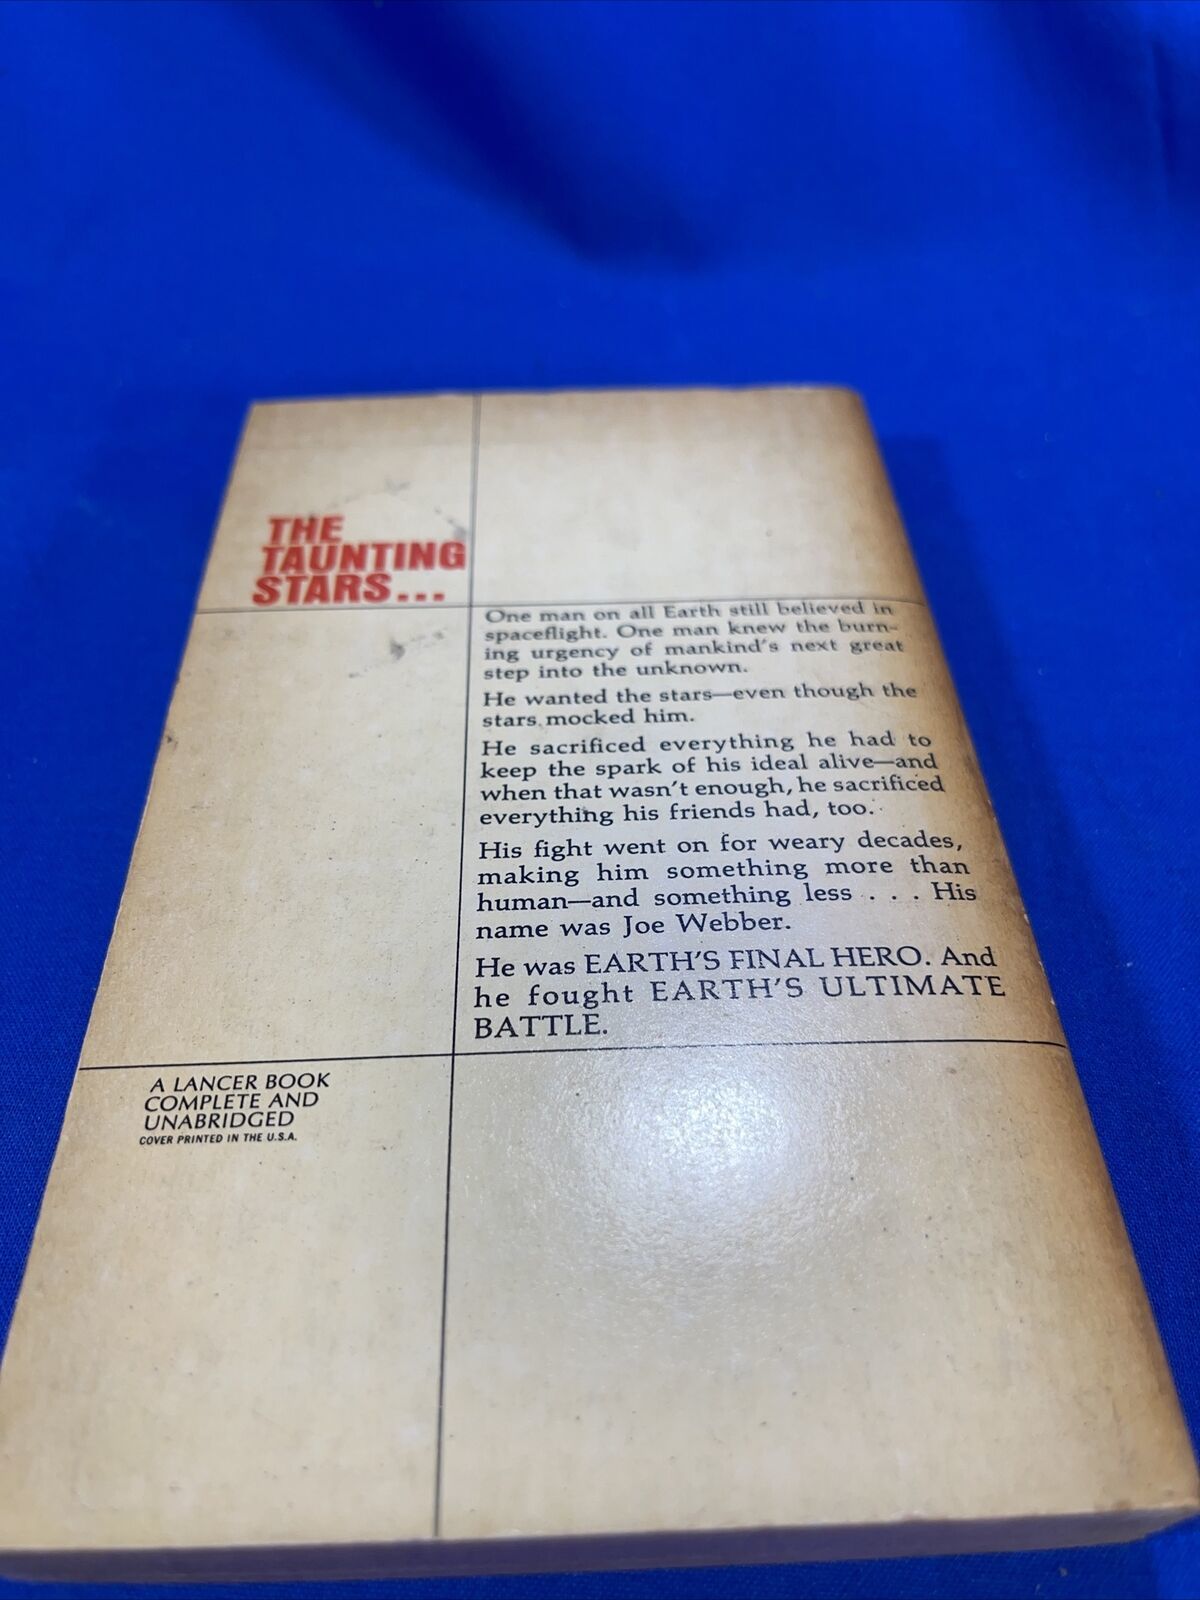 THE
TAUNTING
STARS...
One man on all Earth still believed in
spaceflight. One man knew the burn-
ing urgency of mankind's next great
step into the unknown.
He wanted the stars—even though the
stars mocked him.
He sacrificed everything he had to
keep the spark of his ideal alive—and
when that wasn't enough, he sacrificed
everything his friends had, too.
His fight went on for weary decades,
making him something more than
human—and something less . . . His
name was Joe Webber.
He was EARTH'S FINAL HERO. And
he fought EARTH'S ULTIMATE
BATTLE.
A LANCER BOOK
COMPLETE AND
UNABRIDGED
COVER PRINTED IN THE U.S.A.